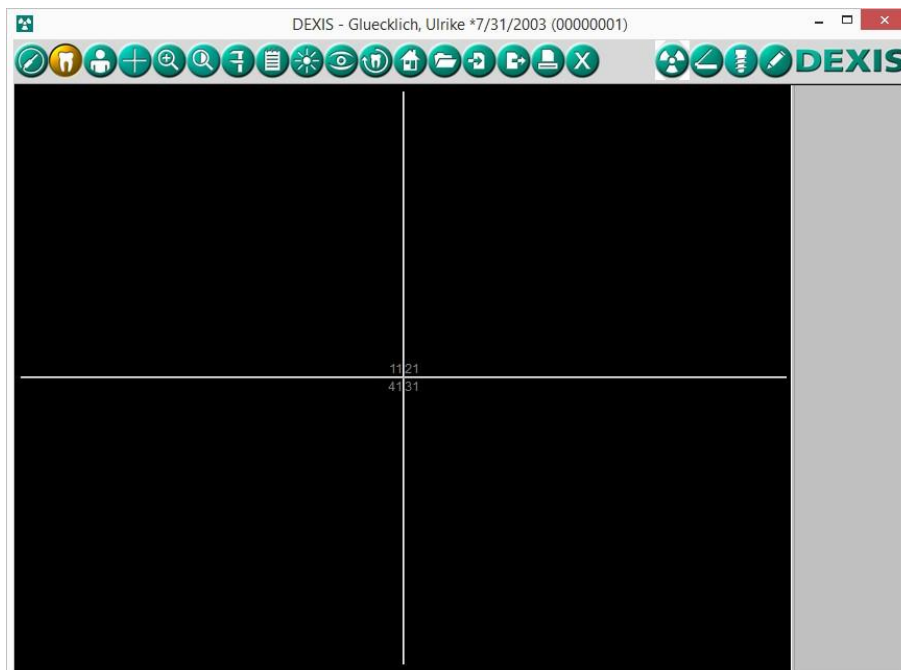 DEXIS - Gluecklich, Ulrike *7/31/2003 (00000001)
DEXIS
11 21
41 31